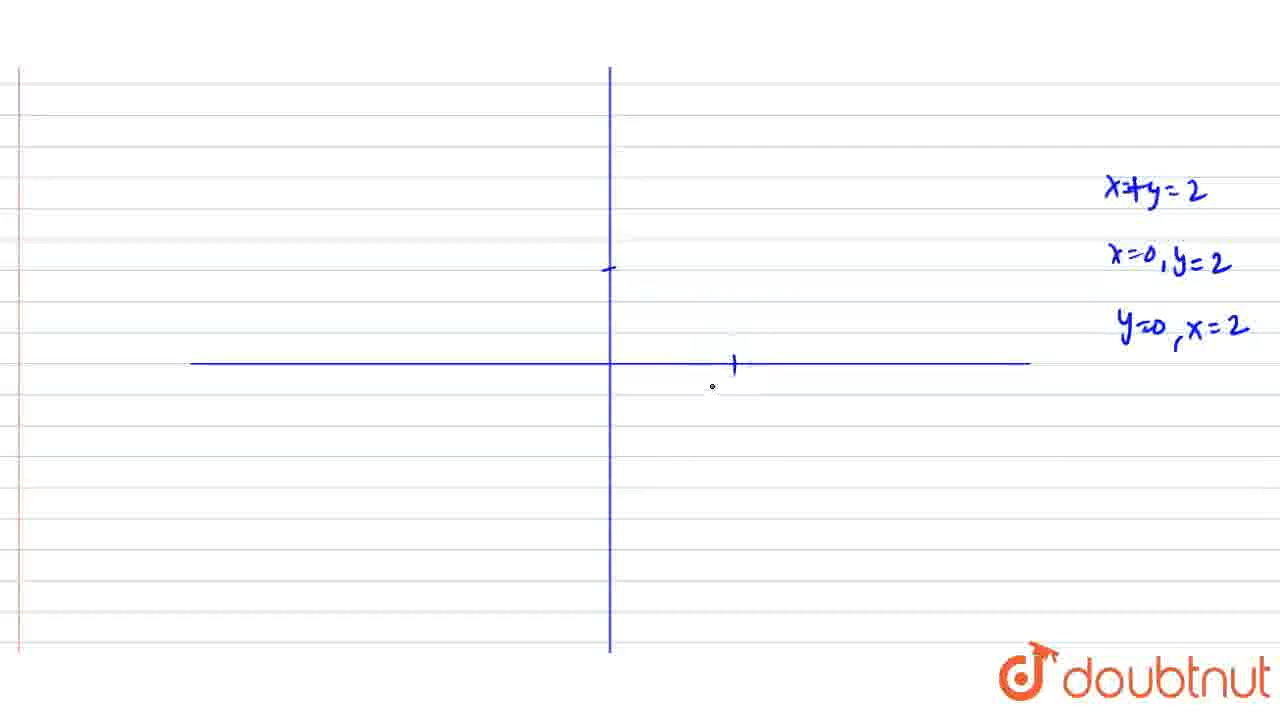 x+y=2
x=0, y=2
y=0, x=2
doubtnut